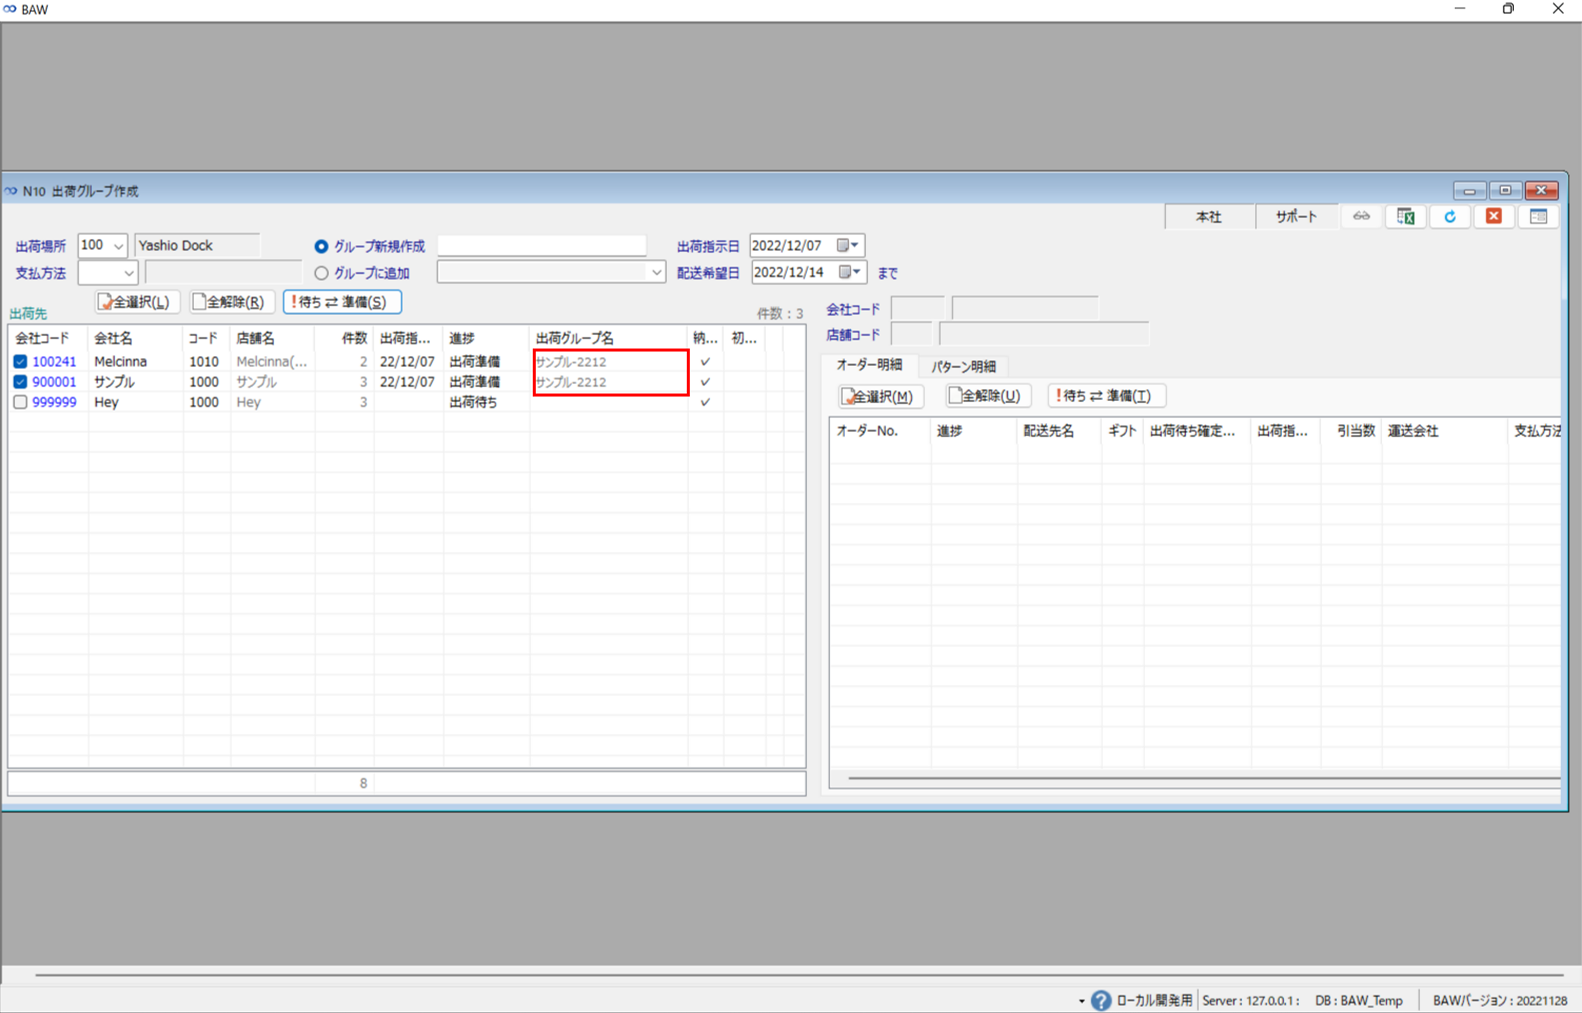 BAW
N10 出荷グループ作成
本社 サポート
出荷場所 100 Yashio Dock グループ新規作成 出荷指示日 2022/12/07
支払方法 グループに追加 配送希望日 2022/12/14 まで
全選択(L) 全解除(R) !待ち ⇄ 準備(S)
出荷先 件数 : 3
会社コード 会社名 コード 店舗名 件数 出荷指... 進捗 出荷グループ名 納... 初...
100241 Melcinna 1010 Melcinna(... 2 22/12/07 出荷準備 サンプル-2212 ✓
900001 サンプル 1000 サンプル 3 22/12/07 出荷準備 サンプル-2212 ✓
999999 Hey 1000 Hey 3 出荷待ち ✓
8
会社コード
店舗コード
オーダー明細 パターン明細
全選択(M) 全解除(U) !待ち ⇄ 準備(T)
オーダーNo. 進捗 配送先名 ギフト 出荷待ち確定... 出荷指... 引当数 運送会社 支払方法
ローカル開発用 Server : 127.0.0.1 : DB : BAW_Temp BAWバージョン : 20221128